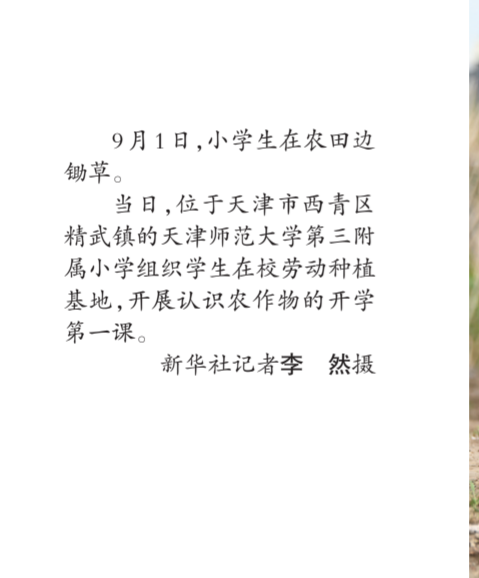 9月1日，小学生在农田边
锄草。
当日，位于天津市西青区
精武镇的天津师范大学第三附
属小学组织学生在校劳动种植
基地，开展认识农作物的开学
第一课。
新华社记者李　然摄